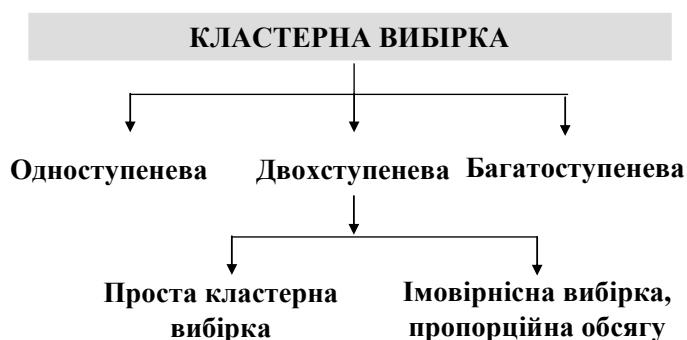 КЛАСТЕРНА ВИБІРКА
Одноступенева
Двохступенева
Багатоступенева
Проста кластерна
вибірка
Імовірнісна вибірка,
пропорційна обсягу